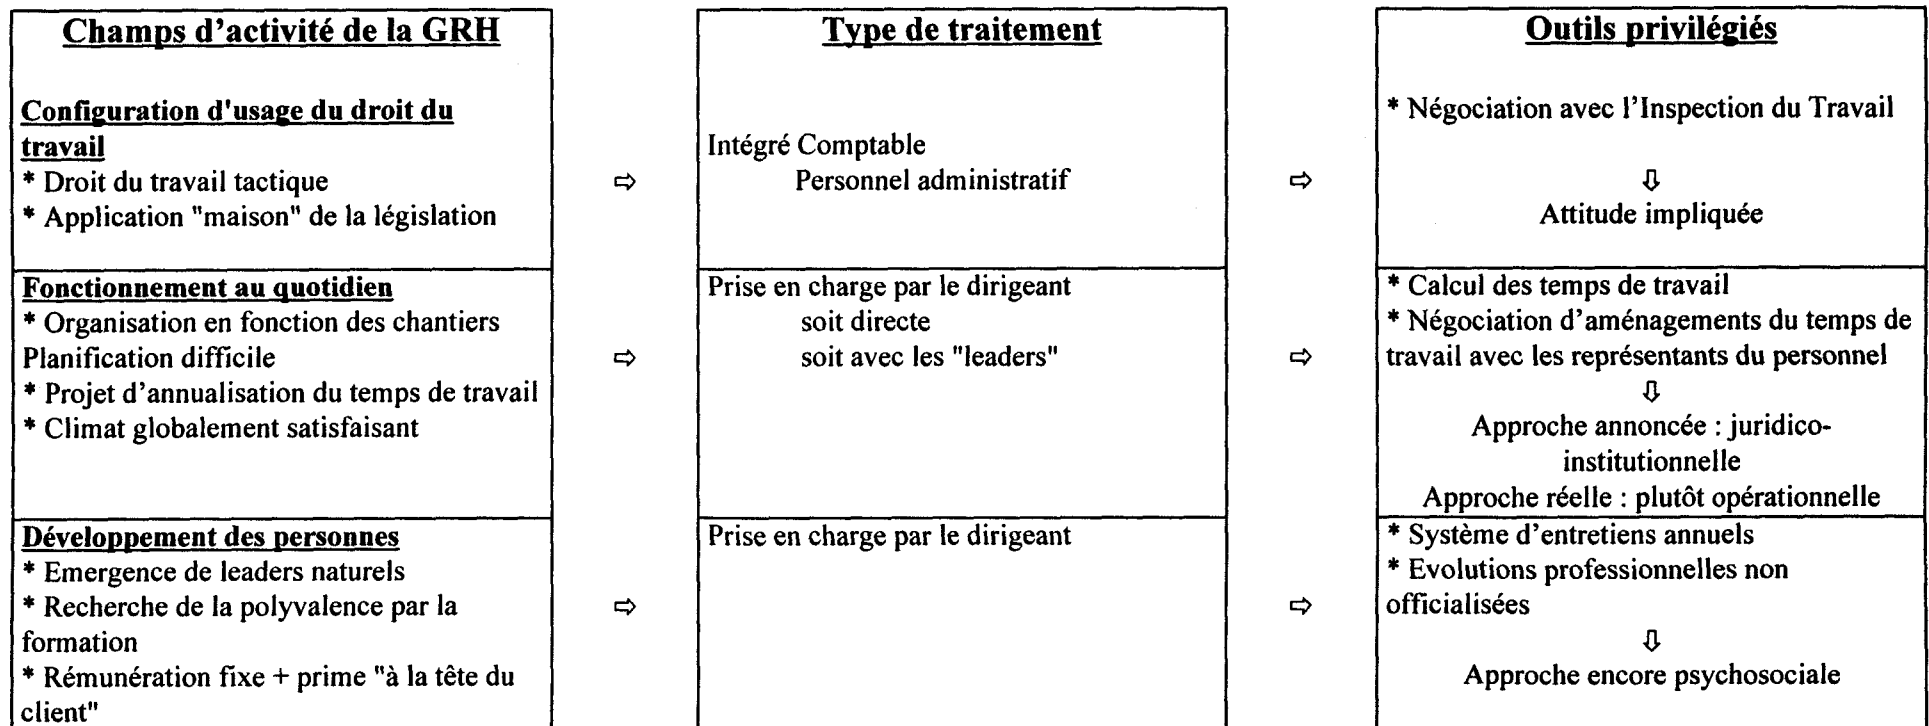 Champs d'activité de la GRH
Configuration d'usage du droit du
travail
* Droit du travail tactique
* Application "maison" de la législation
⇨
Type de traitement
Intégré Comptable
Personnel administratif
⇨
Outils privilégiés
* Négociation avec l'Inspection du Travail
⇩
Attitude impliquée
Fonctionnement au quotidien
* Organisation en fonction des chantiers
Planification difficile
* Projet d'annualisation du temps de travail
* Climat globalement satisfaisant
⇨
Prise en charge par le dirigeant
soit directe
soit avec les "leaders"
⇨
* Calcul des temps de travail
* Négociation d'aménagements du temps de
travail avec les représentants du personnel
⇩
Approche annoncée : juridico-
institutionnelle
Approche réelle : plutôt opérationnelle
Développement des personnes
* Emergence de leaders naturels
* Recherche de la polyvalence par la
formation
* Rémunération fixe + prime "à la tête du
client"
⇨
Prise en charge par le dirigeant
⇨
* Système d'entretiens annuels
* Evolutions professionnelles non
officialisées
⇩
Approche encore psychosociale